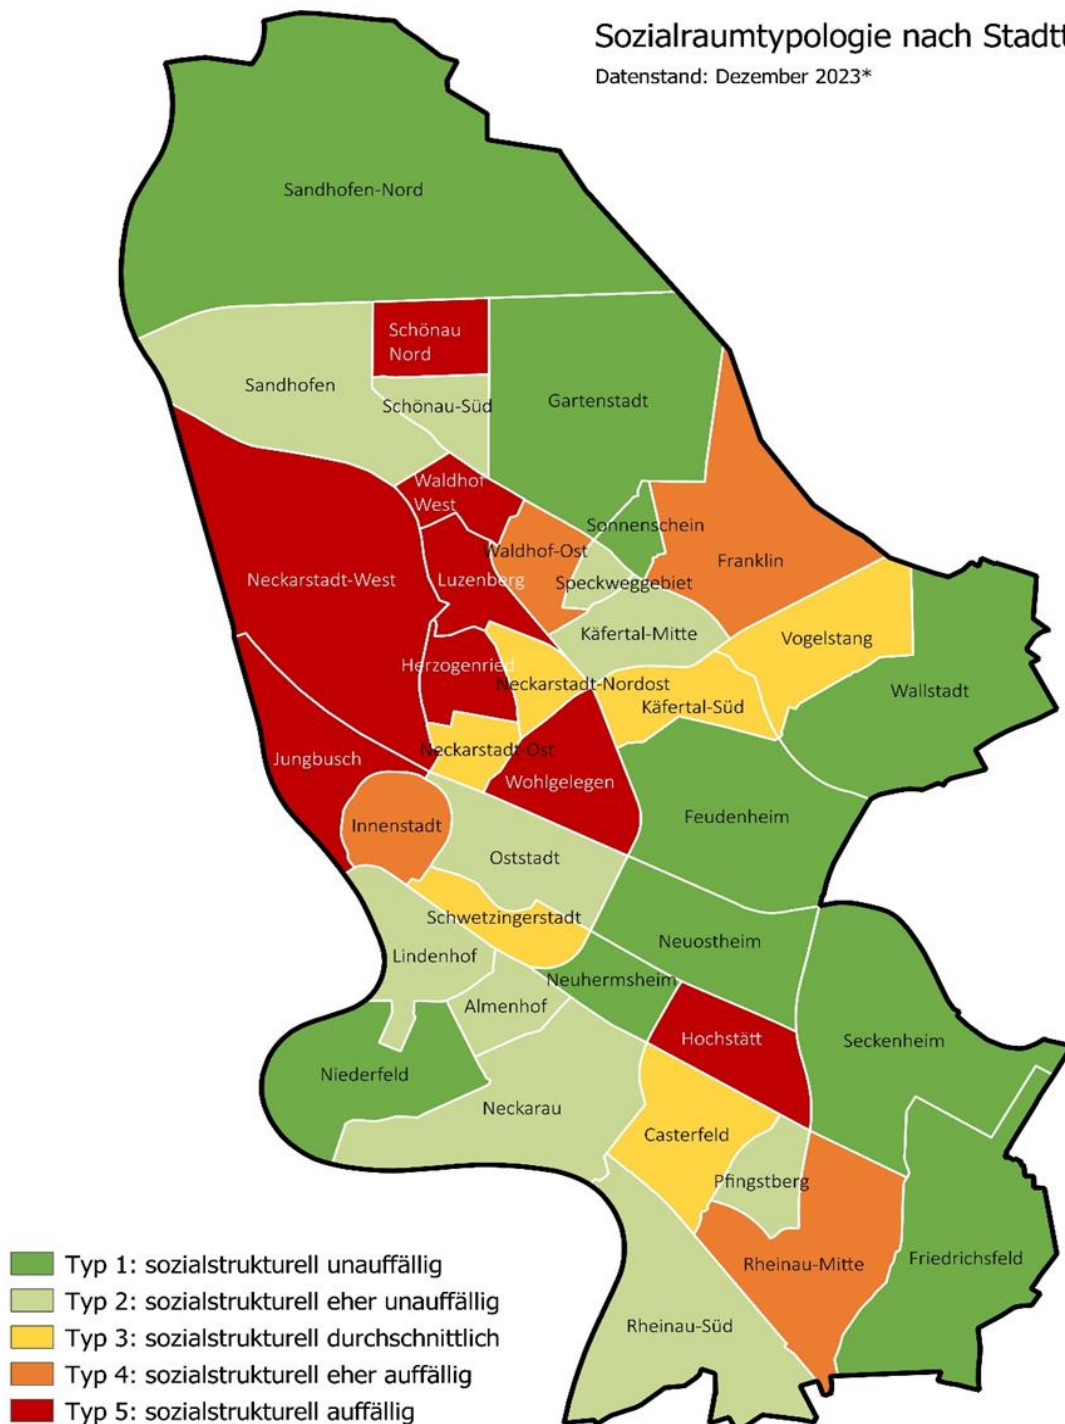 Sozialraumtypologie nach Stadtt
Datenstand: Dezember 2023*
Sandhofen-Nord
Schönau
Nord
Sandhofen
Schönau-Süd
Gartenstadt
Waldhof
West
Sonnenschein
Waldhof-Ost
Franklin
Neckarstadt-West
Luzenberg
Speckweggebiet
Käfertal-Mitte
Vogelstang
Herzogenried
Neckarstadt-Nordost
Wallstadt
Käfertal-Süd
Neckarstadt-Ost
Jungbusch
Wohlgelegen
Innenstadt
Feudenheim
Oststadt
Schwetzingerstadt
Neuostheim
Lindenhof
Neuhermsheim
Almenhof
Hochstätt
Seckenheim
Niederfeld
Neckarau
Casterfeld
Pfingstberg
Rheinau-Mitte
Friedrichsfeld
Rheinau-Süd
Typ 1: sozialstrukturell unauffällig
Typ 2: sozialstrukturell eher unauffällig
Typ 3: sozialstrukturell durchschnittlich
Typ 4: sozialstrukturell eher auffällig
Typ 5: sozialstrukturell auffällig